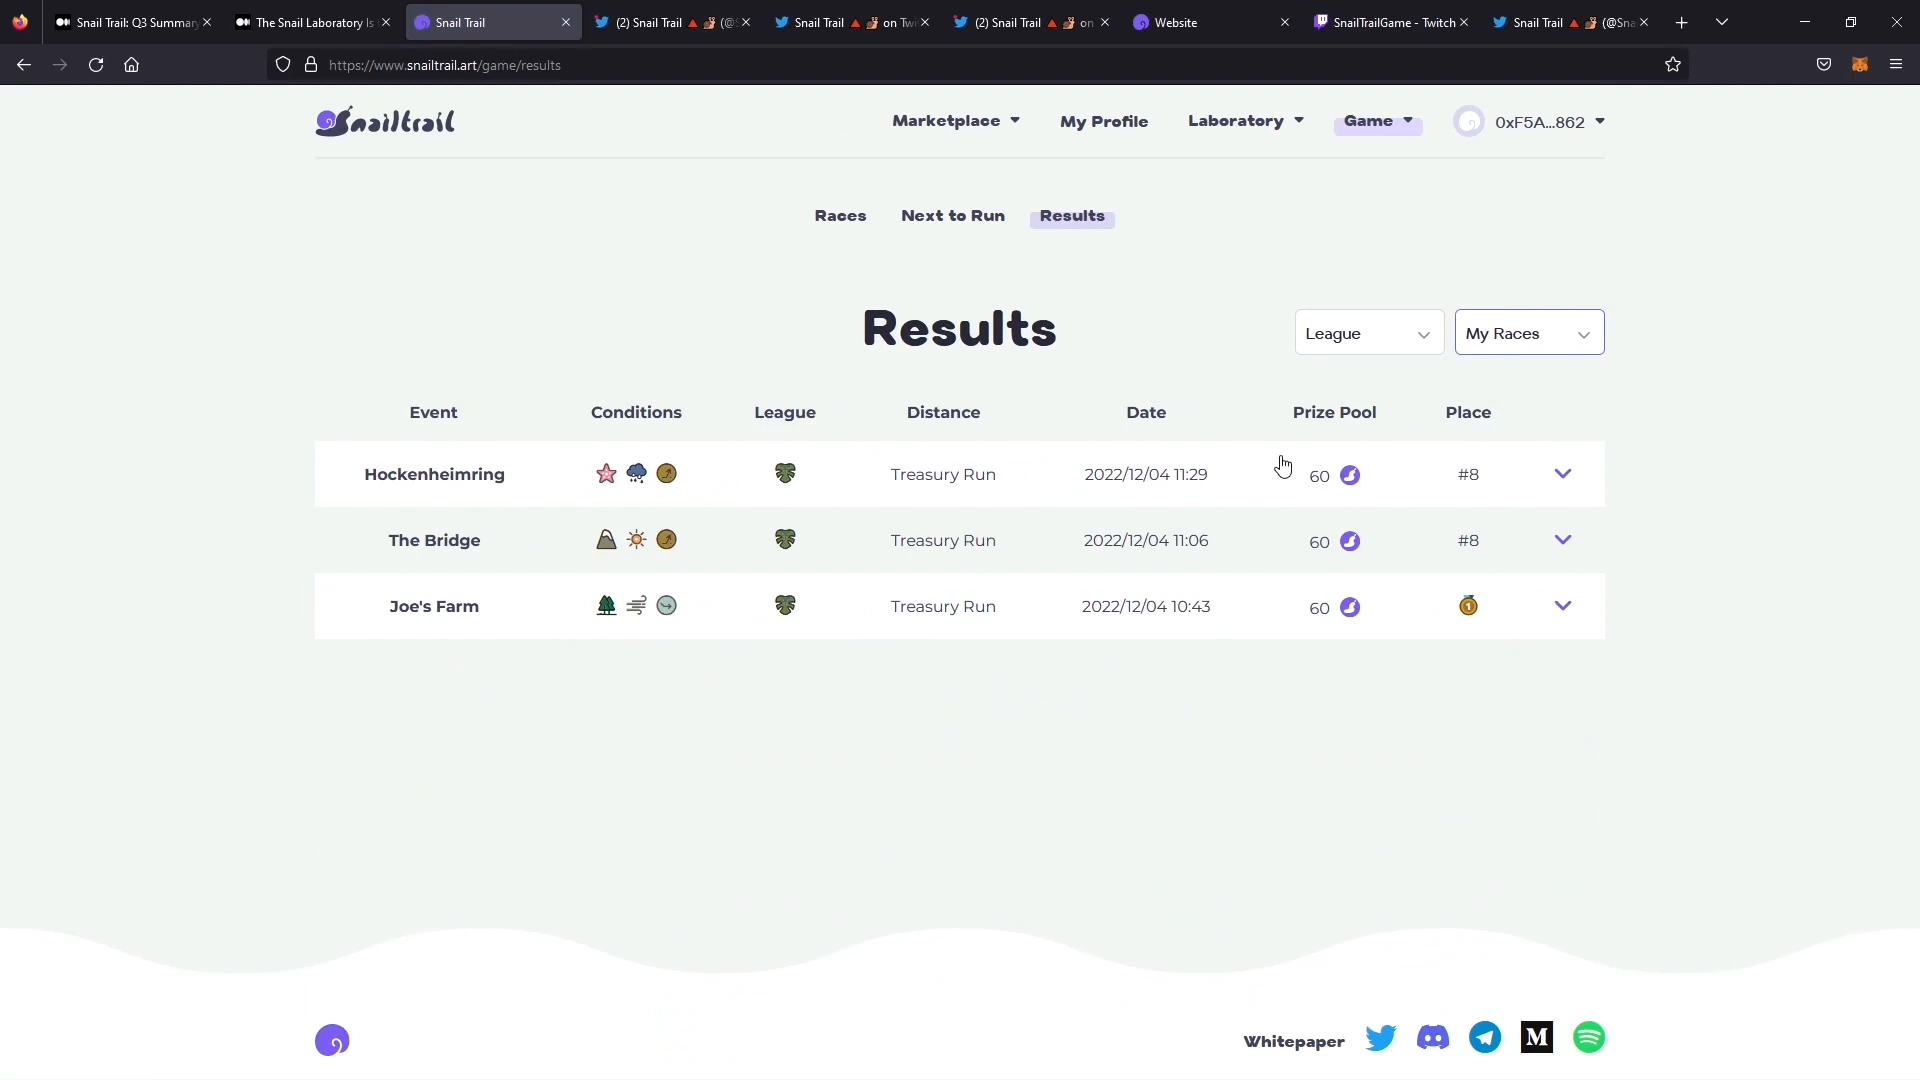 Snail Trail: Q3 Summary
The Snail Laboratory Is
Snail Trail
(2) Snail Trail 🔺🐌 (@S
Snail Trail 🔺🐌 on Twi
(2) Snail Trail 🔺🐌 on
Website
SnailTrailGame - Twitch
Snail Trail 🔺🐌 (@Sna
https://www.snailtrail.art/game/results
Snailtrail
Marketplace
My Profile
Laboratory
Game
0xF5A...862
Races
Next to Run
Results
Results
League
My Races
Event Conditions League Distance Date Prize Pool Place
Hockenheimring Treasury Run 2022/12/04 11:29 60 #8
The Bridge Treasury Run 2022/12/04 11:06 60 #8
Joe's Farm Treasury Run 2022/12/04 10:43 60 1
Whitepaper
M